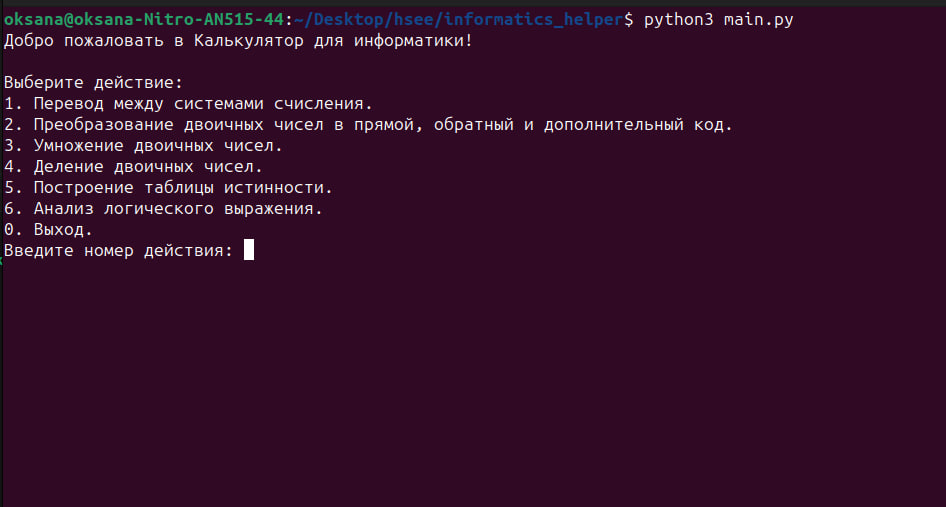 oksana@oksana-Nitro-AN515-44:~/Desktop/hsee/informatics_helper$ python3 main.py
Добро пожаловать в Калькулятор для информатики!
Выберите действие:
1. Перевод между системами счисления.
2. Преобразование двоичных чисел в прямой, обратный и дополнительный код.
3. Умножение двоичных чисел.
4. Деление двоичных чисел.
5. Построение таблицы истинности.
6. Анализ логического выражения.
0. Выход.
Введите номер действия: